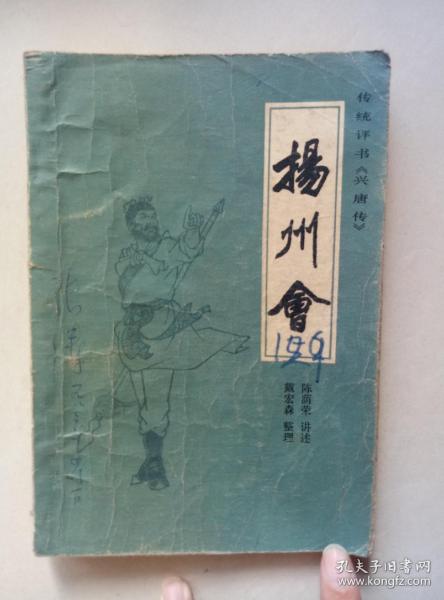 传统评书《兴唐传》
揚州會
159
陈荫荣 讲述
戴宏森 整理
孔夫子旧书网
www.kongfz.com